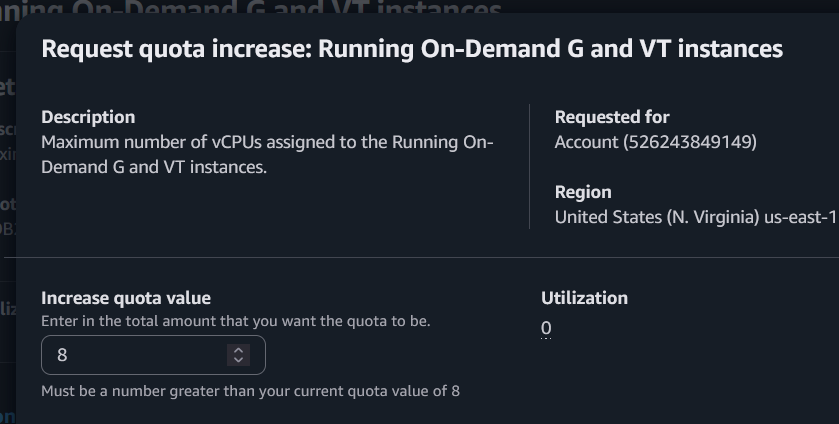 Request quota increase: Running On-Demand G and VT instances
Description
Maximum number of vCPUs assigned to the Running On-
Demand G and VT instances.
Requested for
Account (526243849149)
Region
United States (N. Virginia) us-east-1
Increase quota value
Enter in the total amount that you want the quota to be.
8
Must be a number greater than your current quota value of 8
Utilization
0